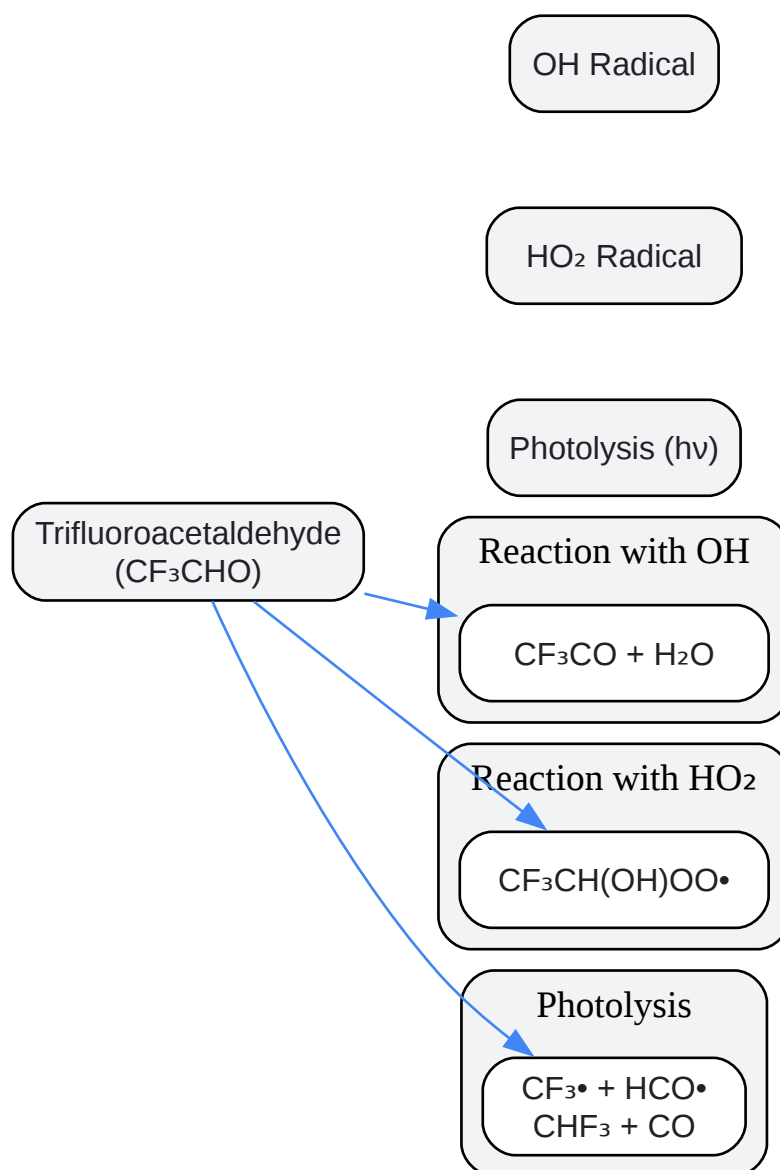 OH Radical
HO₂ Radical
Photolysis (hν)
Trifluoroacetaldehyde
(CF₃CHO)
Reaction with OH
CF₃CO + H₂O
Reaction with HO₂
CF₃CH(OH)OO•
Photolysis
CF₃• + HCO•
CHF₃ + CO